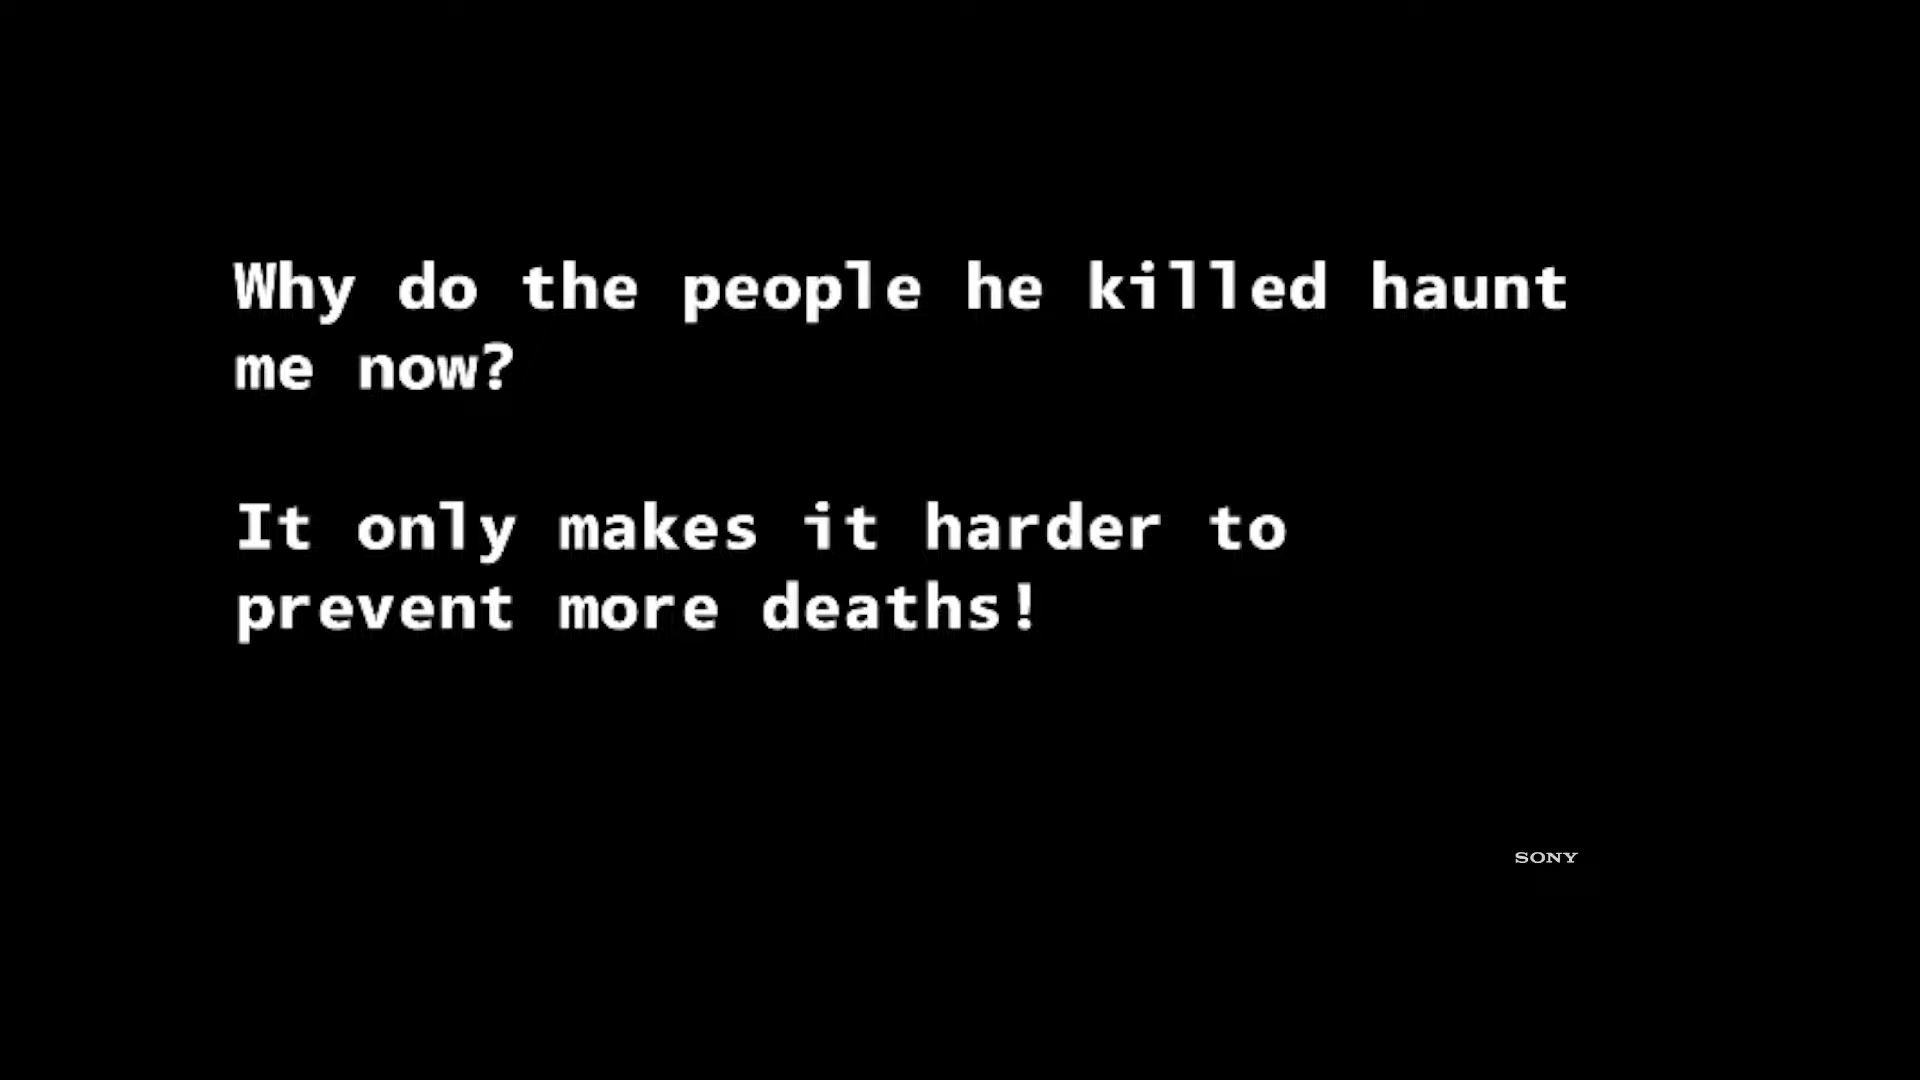 Why do the people he killed haunt
me now?
It only makes it harder to
prevent more deaths!
SONY